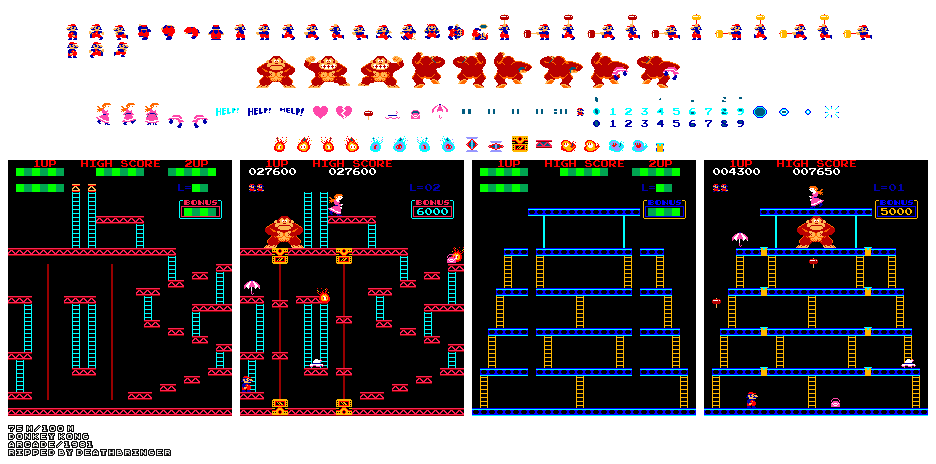 HELP! HELP! HELP!
0 1 2 3 4 5 6 7 8 9
0 1 2 3 4 5 6 7 8 9
1UP HIGH SCORE 2UP
L=
BONUS
1UP HIGH SCORE
027600 027600
L=02
BONUS
6000
1UP HIGH SCORE 2UP
L=
BONUS
1UP HIGH SCORE
004300 007650
L=01
BONUS
5000
75 M/100 M
DONKEY KONG
ARCADE/1981
RIPPED BY DEATHBRINGER